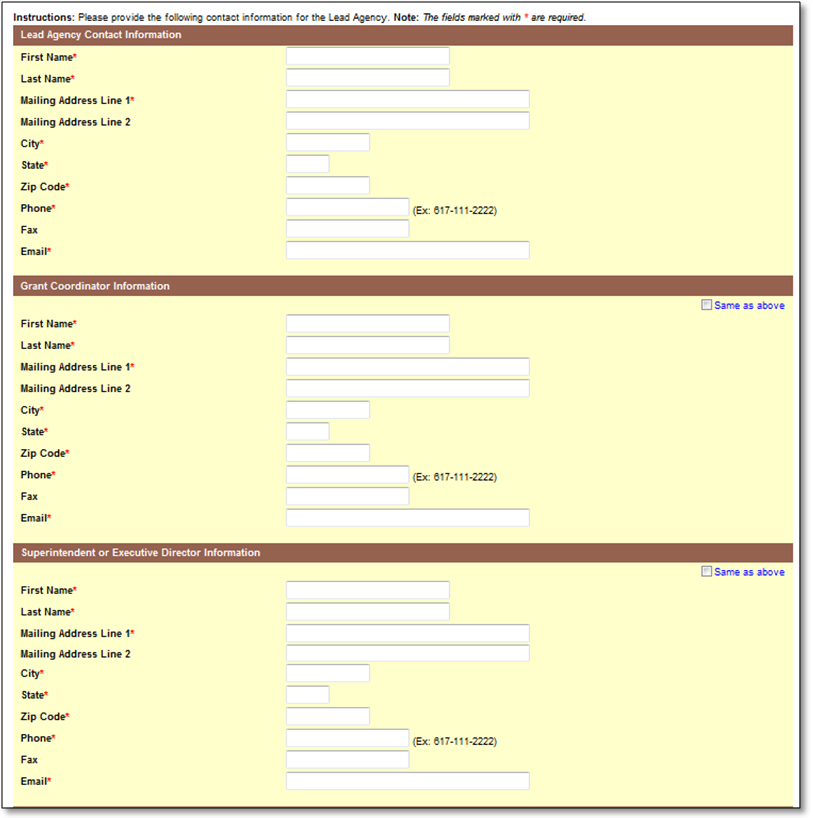 Instructions: Please provide the following contact information for the Lead Agency. Note: The fields marked with * are required.
Lead Agency Contact Information
First Name*
Last Name*
Mailing Address Line 1*
Mailing Address Line 2
City*
State*
Zip Code*
Phone* (Ex: 617-111-2222)
Fax
Email*
Grant Coordinator Information
Same as above
First Name*
Last Name*
Mailing Address Line 1*
Mailing Address Line 2
City*
State*
Zip Code*
Phone* (Ex: 617-111-2222)
Fax
Email*
Superintendent or Executive Director Information
Same as above
First Name*
Last Name*
Mailing Address Line 1*
Mailing Address Line 2
City*
State*
Zip Code*
Phone* (Ex: 617-111-2222)
Fax
Email*